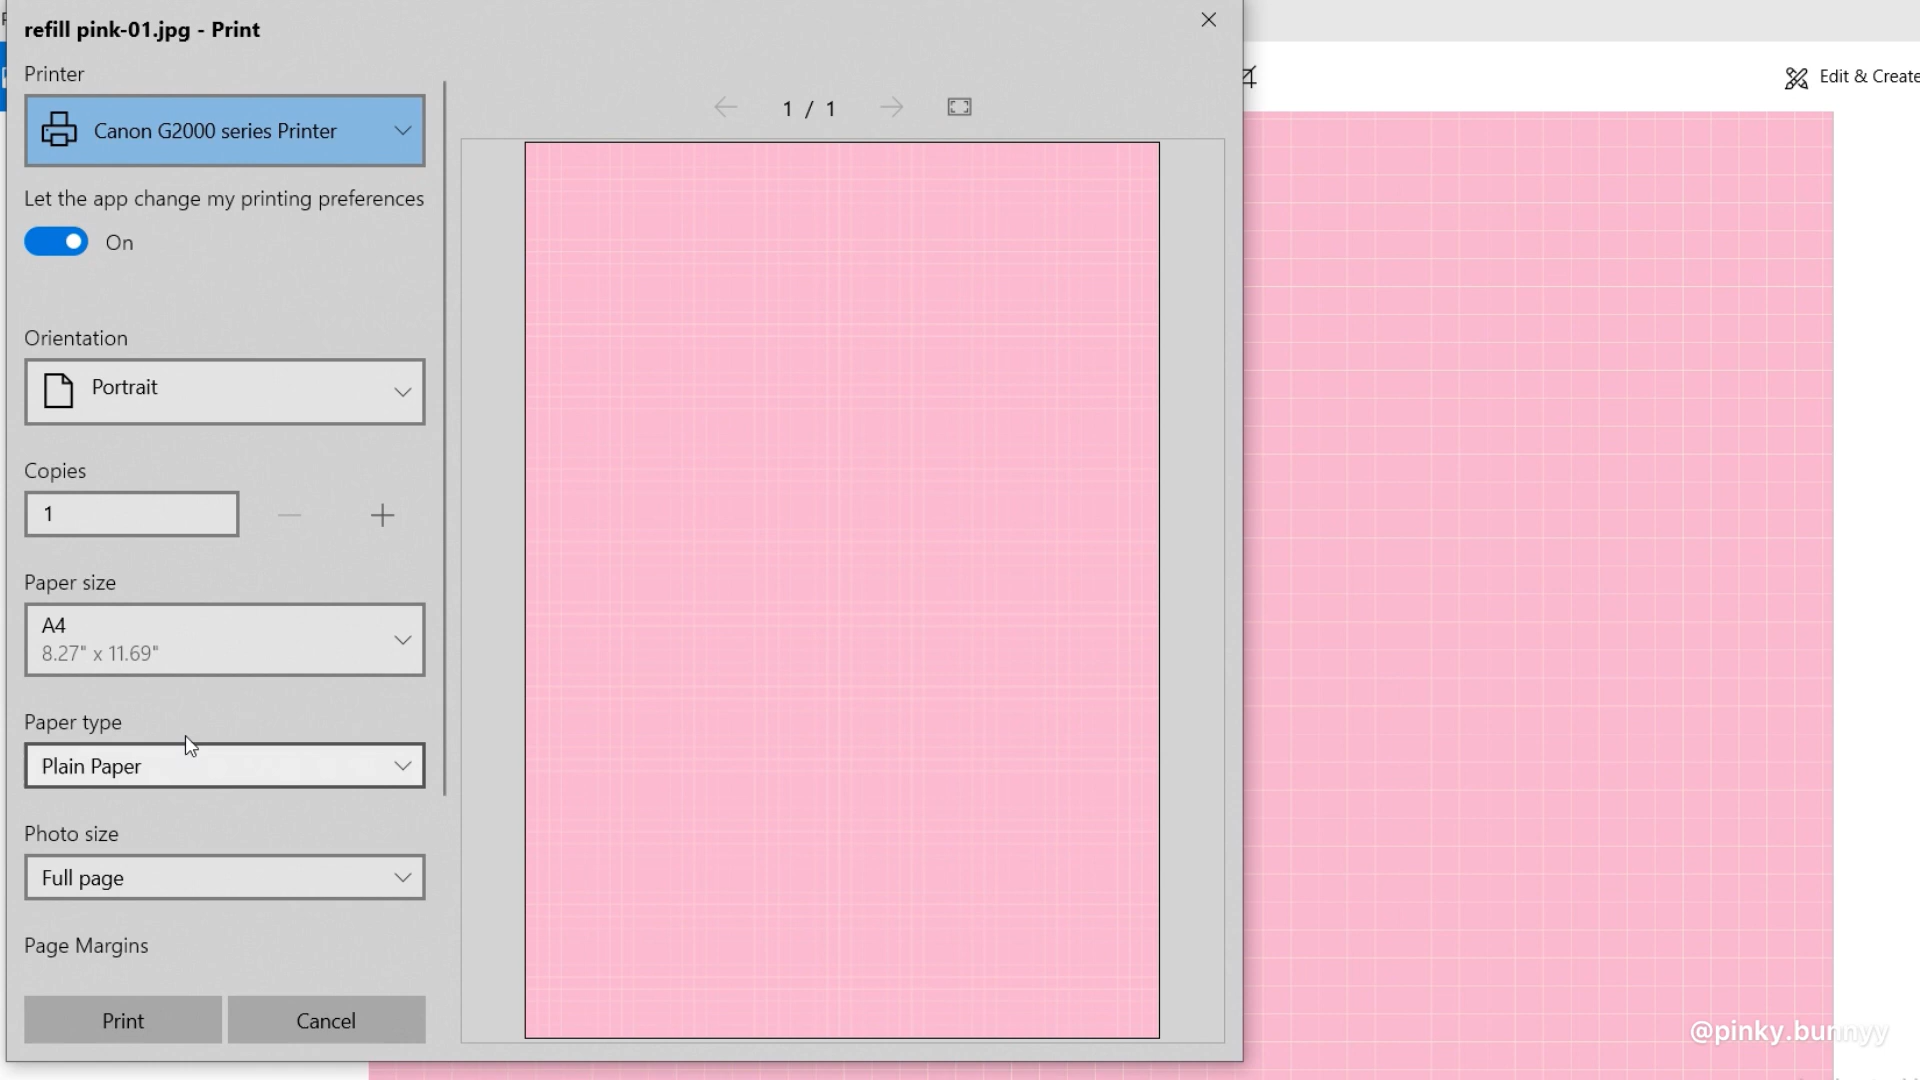 refill pink-01.jpg - Print
Printer
Canon G2000 series Printer
Let the app change my printing preferences
On
Orientation
Portrait
Copies
1
Paper size
A4
8.27" x 11.69"
Paper type
Plain Paper
Photo size
Full page
Page Margins
Print
Cancel
1 / 1
Edit & Create
@pinky.bunnyy